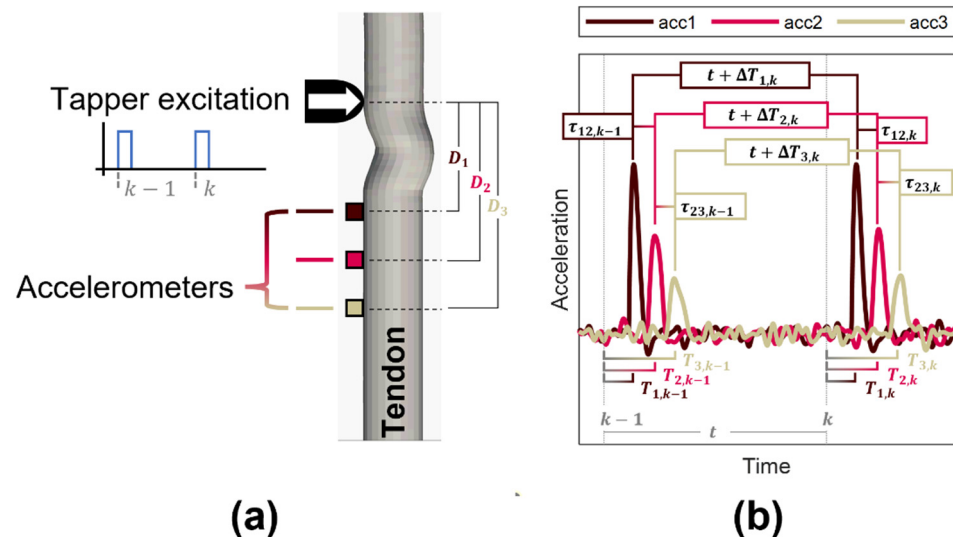 Tapper excitation
k − 1
k
D₁
D₂
D₃
Accelerometers
Tendon
(a)
acc1 acc2 acc3
t + ΔT₁,ₖ
t + ΔT₂,ₖ
t + ΔT₃,ₖ
τ₁₂,ₖ₋₁
τ₁₂,ₖ
τ₂₃,ₖ₋₁
τ₂₃,ₖ
Acceleration
T₃,ₖ₋₁
T₂,ₖ₋₁
T₁,ₖ₋₁
T₃,ₖ
T₂,ₖ
T₁,ₖ
k − 1
k
t
Time
(b)